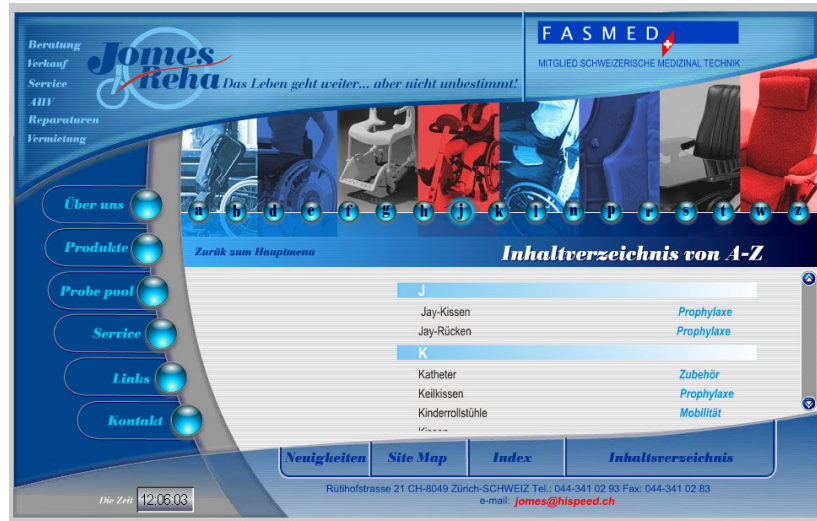 Beratung
Verkauf
Service
AHV
Reparaturen
Vermietung
Jomes
Reha
Das Leben geht weiter... aber nicht unbestimmt!
FASMED
MITGLIED SCHWEIZERISCHE MEDIZINAL TECHNIK
a b d e f g h j k l n p r s t w z
Zurük zum Hauptmenu
Inhaltverzeichnis von A-Z
Über uns
Produkte
Probe pool
Service
Links
Kontakt
J
Jay-Kissen Prophylaxe
Jay-Rücken Prophylaxe
K
Katheter Zubehör
Keilkissen Prophylaxe
Kinderrollstühle Mobilität
Neuigkeiten Site Map Index Inhaltsverzeichnis
Die Zeit 12:06:03
Rütihofstrasse 21 CH-8049 Zürich-SCHWEIZ Tel.: 044-341 02 93 Fax: 044-341 02 83
e-mail: jomes@hispeed.ch